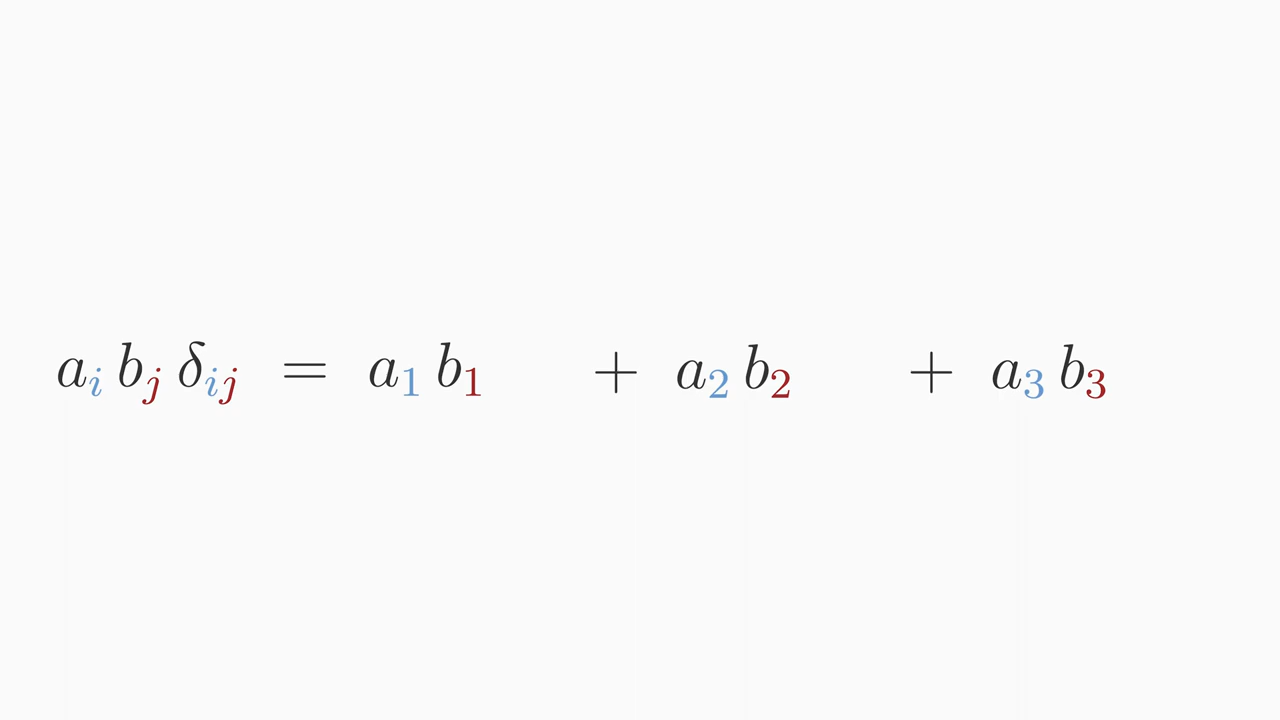 a_i b_j δ_ij = a_1 b_1 + a_2 b_2 + a_3 b_3